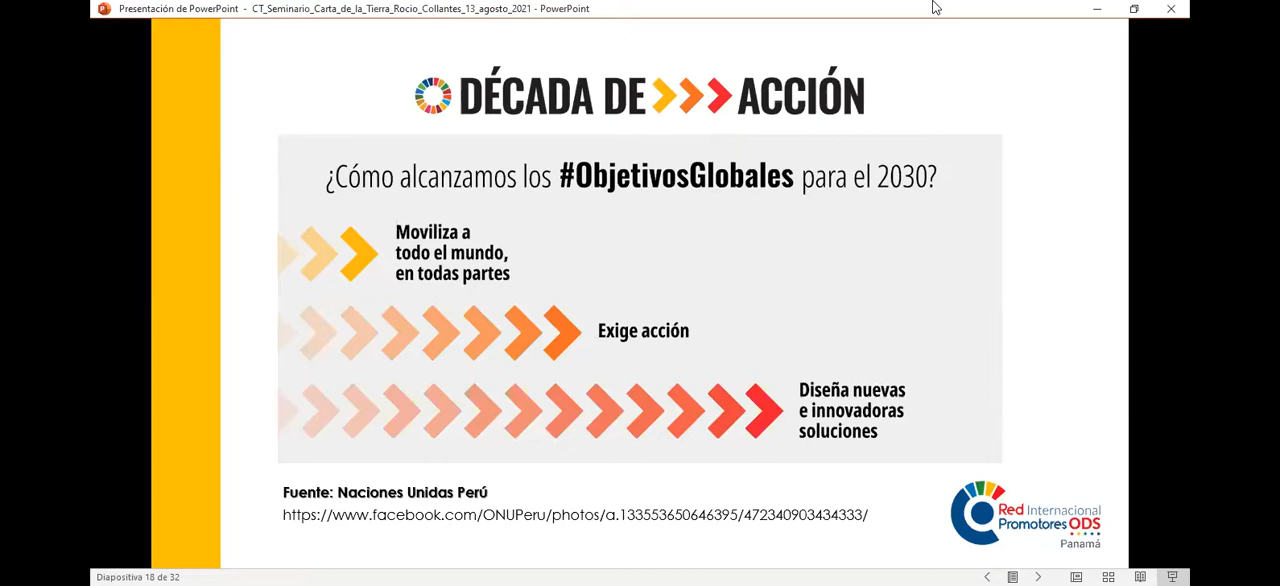 Presentación de PowerPoint - CT_Seminario_Carta_de_la_Tierra_Rocio_Collantes_13_agosto_2021 - PowerPoint
DÉCADA DE ACCIÓN
¿Cómo alcanzamos los #ObjetivosGlobales para el 2030?
Moviliza a
todo el mundo,
en todas partes
Exige acción
Diseña nuevas
e innovadoras
soluciones
Fuente: Naciones Unidas Perú
https://www.facebook.com/ONUPeru/photos/a.133553650646395/472340903434333/
Red Internacional
Promotores ODS
Panamá
Diapositiva 18 de 32